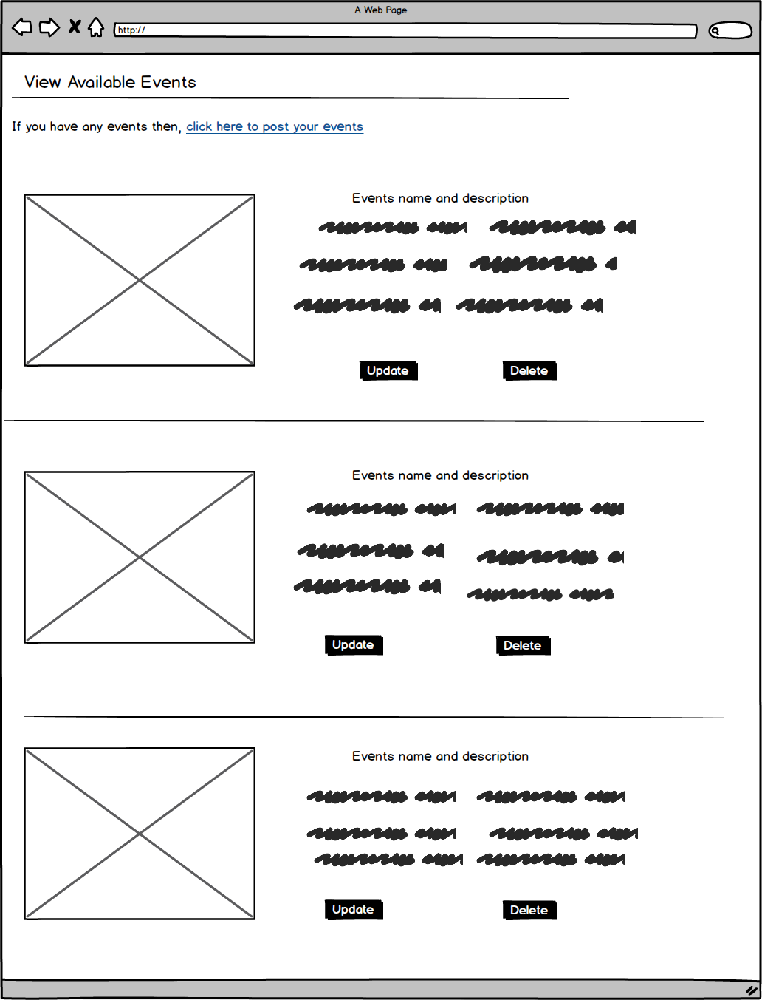 A Web Page
http://
View Available Events
If you have any events then, click here to post your events
Events name and description
Update
Delete
Events name and description
Update
Delete
Events name and description
Update
Delete